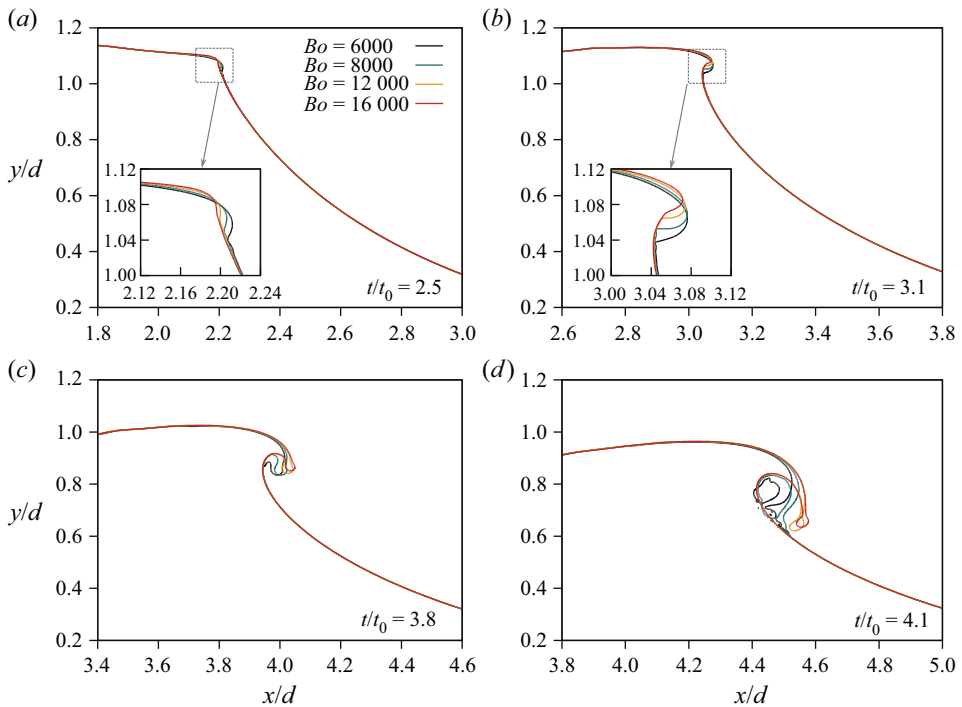 (a)
1.2
1.0
0.8
0.6
0.4
0.2
y/d
Bo = 6000
Bo = 8000
Bo = 12 000
Bo = 16 000
1.12
1.08
1.04
1.00
2.12 2.16 2.20 2.24
t/t0 = 2.5
1.8 2.0 2.2 2.4 2.6 2.8 3.0
(b)
1.2
1.0
0.8
0.6
0.4
0.2
1.12
1.08
1.04
1.00
3.00 3.04 3.08 3.12
t/t0 = 3.1
2.6 2.8 3.0 3.2 3.4 3.6 3.8
(c)
1.2
1.0
0.8
0.6
0.4
0.2
y/d
t/t0 = 3.8
3.4 3.6 3.8 4.0 4.2 4.4 4.6
x/d
(d)
1.2
1.0
0.8
0.6
0.4
0.2
t/t0 = 4.1
3.8 4.0 4.2 4.4 4.6 4.8 5.0
x/d